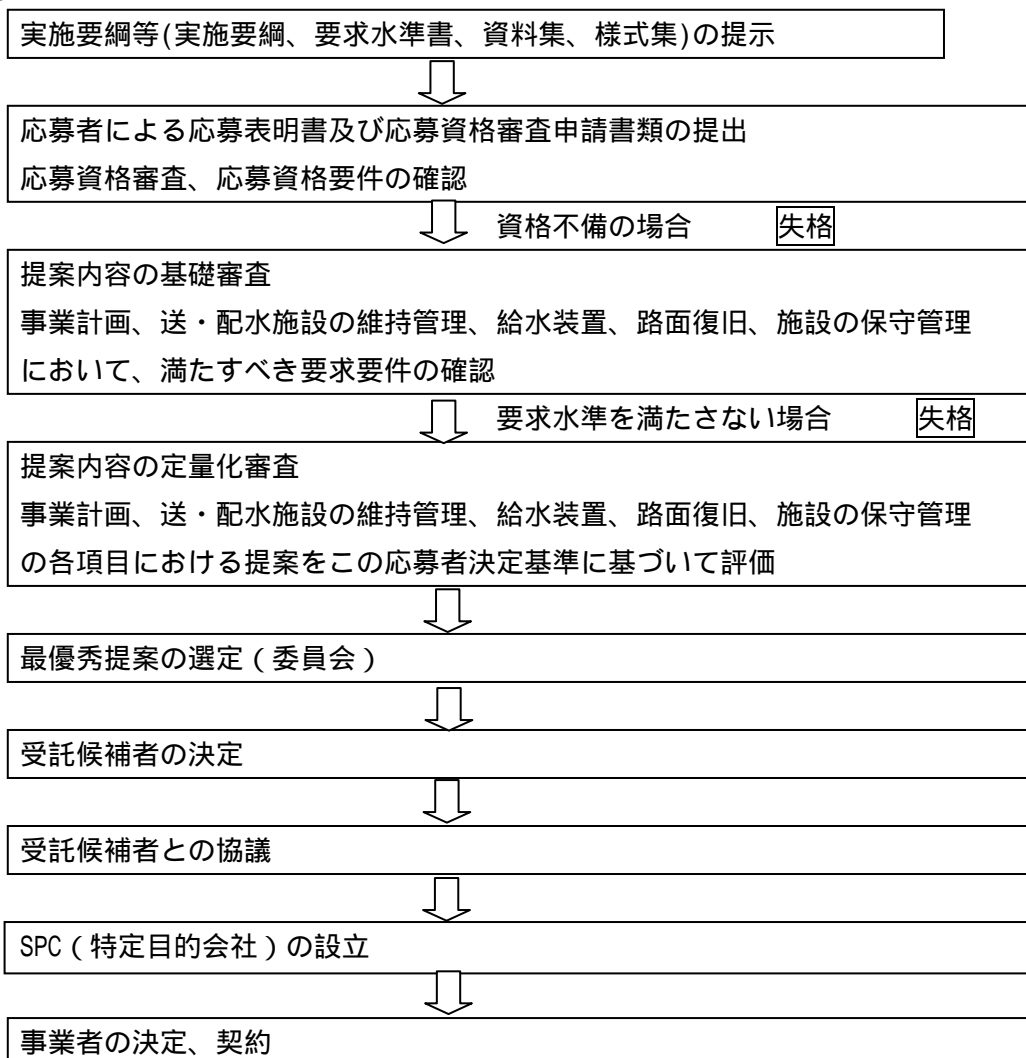 実施要綱等(実施要綱、要求水準書、資料集、様式集)の提示
応募者による応募表明書及び応募資格審査申請書類の提出
応募資格審査、応募資格要件の確認
資格不備の場合 失格
提案内容の基礎審査
事業計画、送・配水施設の維持管理、給水装置、路面復旧、施設の保守管理
において、満たすべき要求要件の確認
要求水準を満たさない場合 失格
提案内容の定量化審査
事業計画、送・配水施設の維持管理、給水装置、路面復旧、施設の保守管理
の各項目における提案をこの応募者決定基準に基づいて評価
最優秀提案の選定（委員会）
受託候補者の決定
受託候補者との協議
SPC（特定目的会社）の設立
事業者の決定、契約